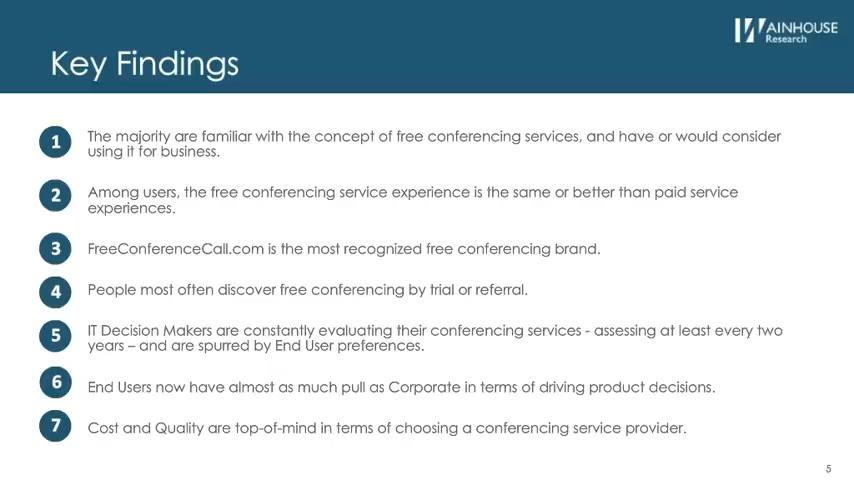 WAINHOUSE
Research
Key Findings
1 The majority are familiar with the concept of free conferencing services, and have or would consider
using it for business.
2 Among users, the free conferencing service experience is the same or better than paid service
experiences.
3 FreeConferenceCall.com is the most recognized free conferencing brand.
4 People most often discover free conferencing by trial or referral.
5 IT Decision Makers are constantly evaluating their conferencing services - assessing at least every two
years – and are spurred by End User preferences.
6 End Users now have almost as much pull as Corporate in terms of driving product decisions.
7 Cost and Quality are top-of-mind in terms of choosing a conferencing service provider.
5